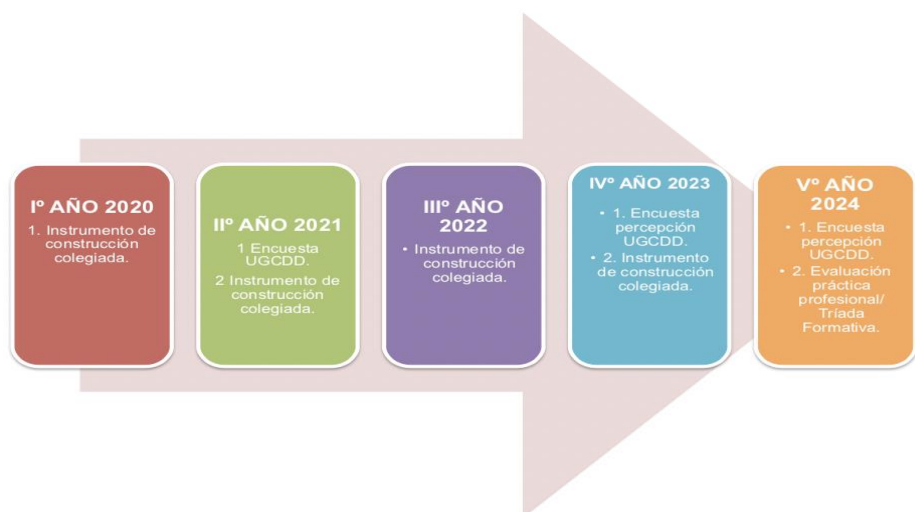 Iº AÑO 2020
1. Instrumento de
construcción
colegiada.
IIº AÑO 2021
1 Encuesta
UGCDD.
2 Instrumento de
construcción
colegiada.
IIIº AÑO
2022
• Instrumento de
construcción
colegiada.
IVº AÑO 2023
• 1. Encuesta
percepción
UGCDD.
• 2. Instrumento
de construcción
colegiada.
Vº AÑO
2024
• 1. Encuesta
percepción
UGCDD.
• 2. Evaluación
práctica
profesional/
Tríada
Formativa.